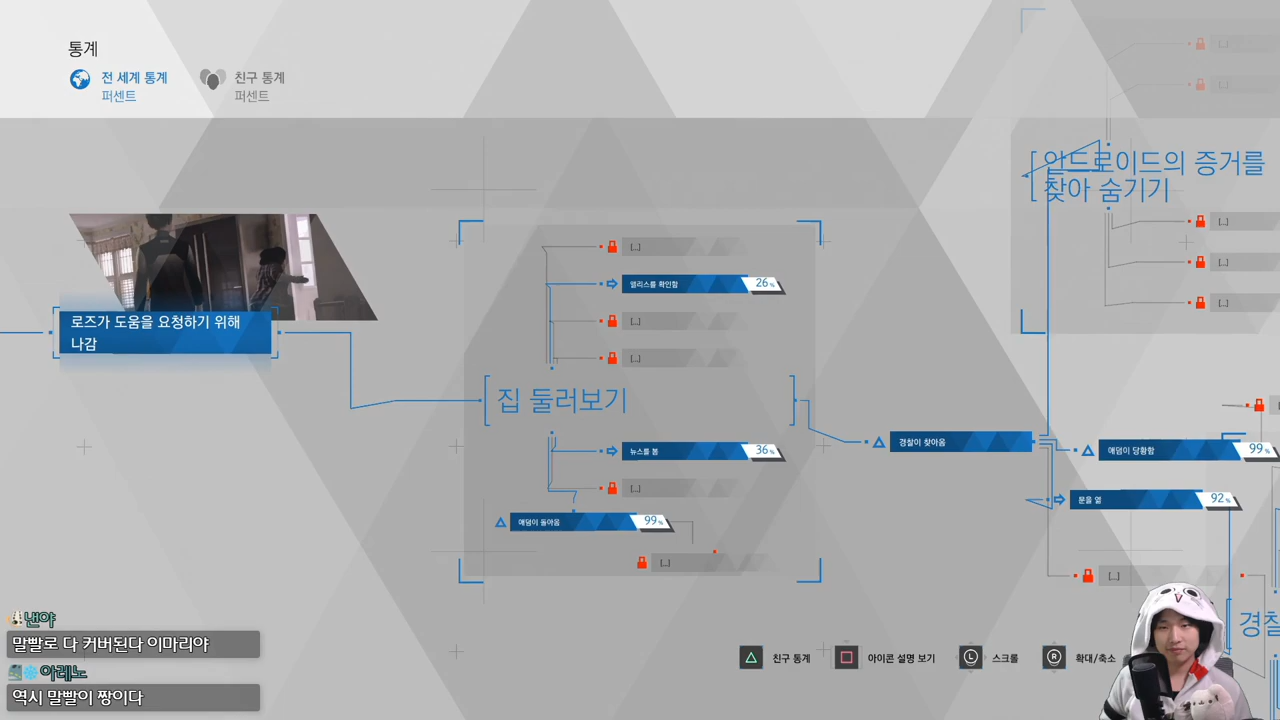 통계
전 세계 통계
퍼센트
친구 통계
퍼센트
[...]
[...]
안드로이드의 증거를
찾아 숨기기
[...]
[...]
[...]
로즈가 도움을 요청하기 위해
나감
[...]
앨리스를 확인함
26%
[...]
[...]
집 둘러보기
뉴스를 봄
36%
[...]
애덤이 돌아옴
99%
[...]
경찰이 찾아옴
애덤이 당황함
99%
문을 염
92%
[...]
경찰
낸야
말빨로 다 커버된다 이마리야
아레노
역시 말빨이 짱이다
친구 통계
아이콘 설명 보기
L
스크롤
R
확대/축소